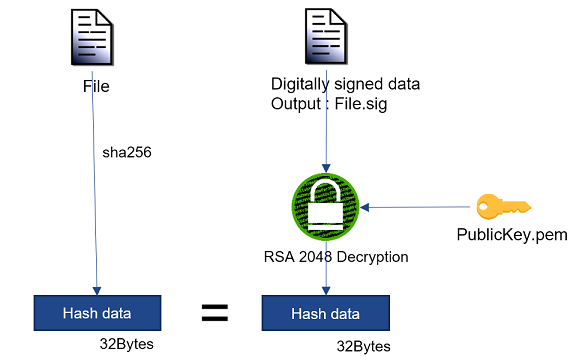 File
Digitally signed data
Output : File.sig
sha256
PublicKey.pem
RSA 2048 Decryption
Hash data
=
Hash data
32Bytes
32Bytes